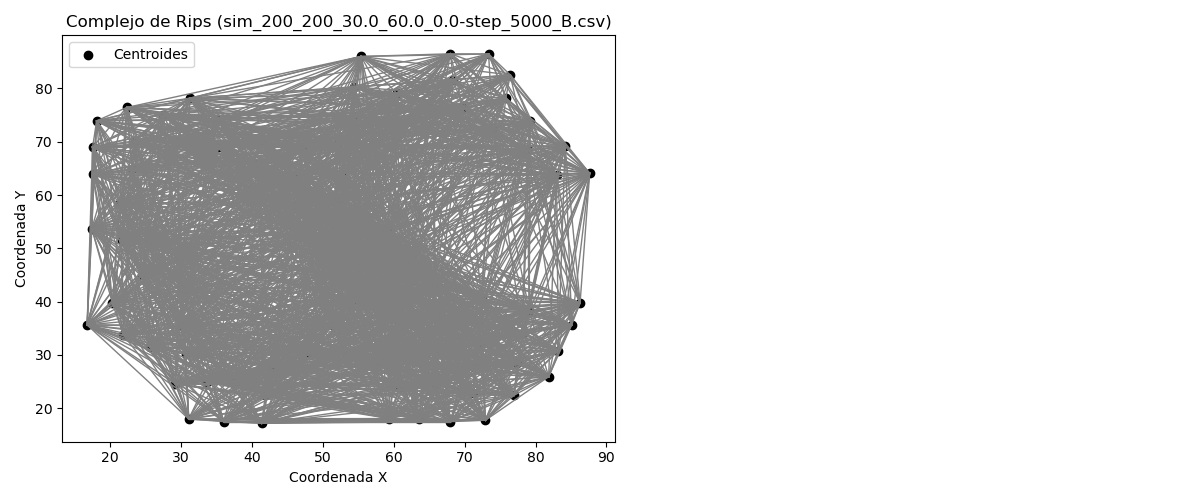 Complejo de Rips (sim_200_200_30.0_60.0_0.0-step_5000_B.csv)
Centroides
Coordenada Y
80
70
60
50
40
30
20
20 30 40 50 60 70 80 90
Coordenada X